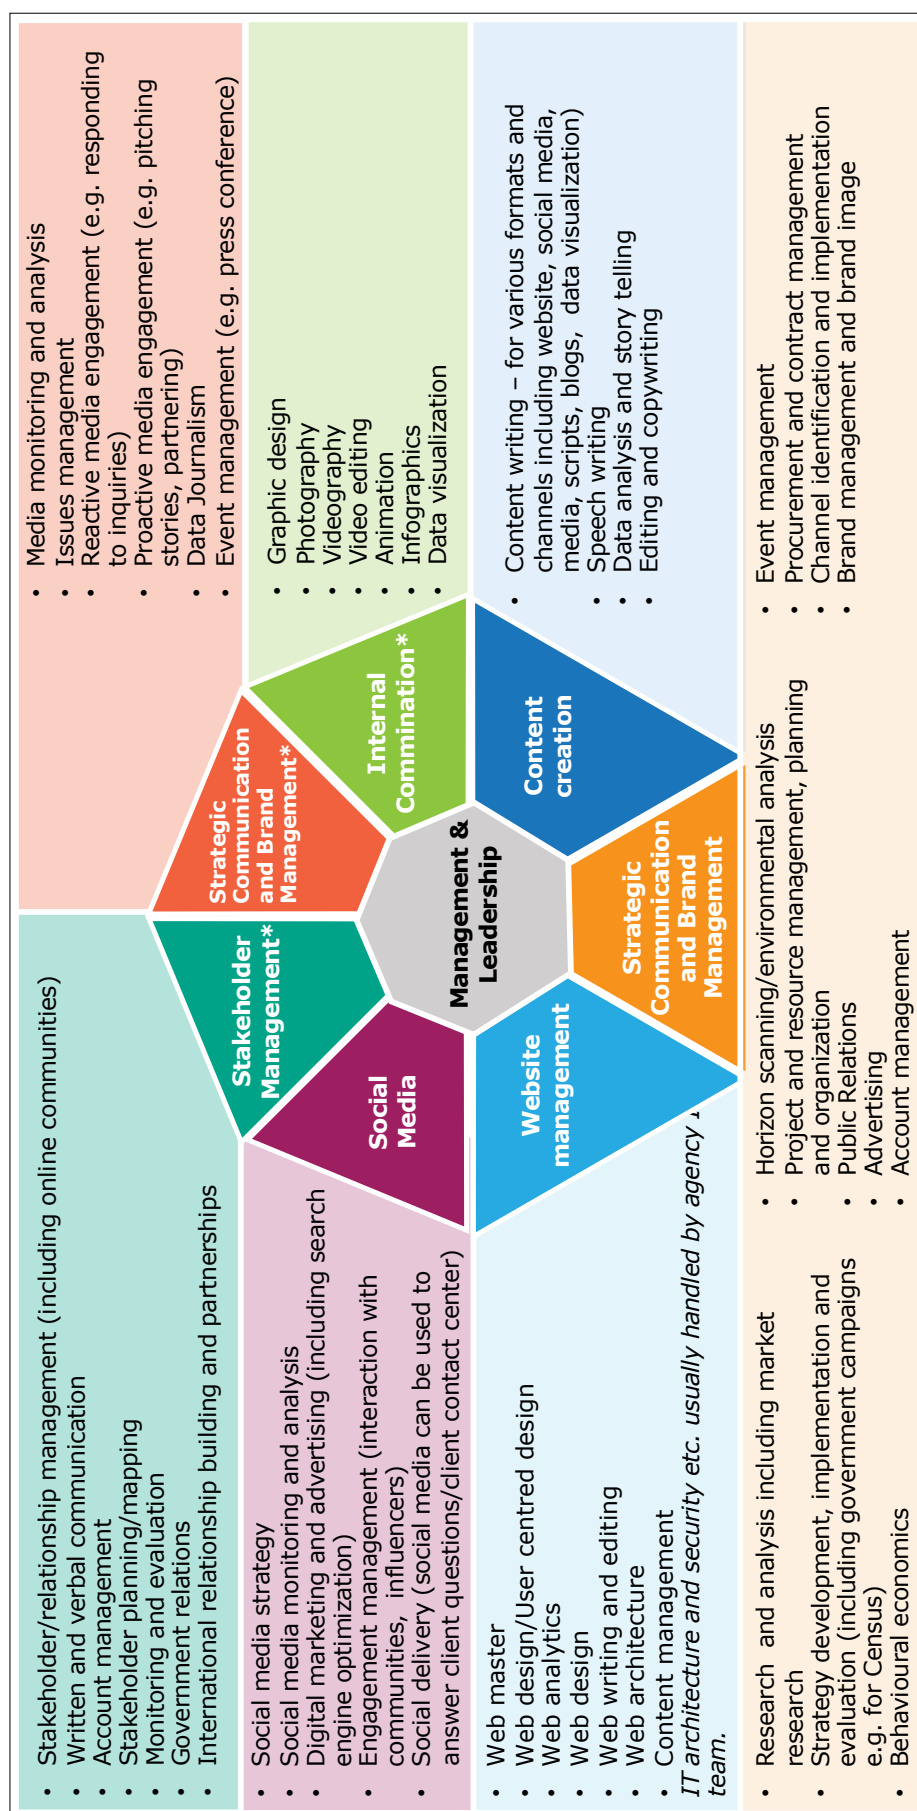 • Stakeholder/relationship management (including online communities)
• Written and verbal communication
• Account management
• Stakeholder planning/mapping
• Monitoring and evaluation
• Government relations
• International relationship building and partnerships
Stakeholder
Management*
Strategic
Communication
and Brand
Management*
• Media monitoring and analysis
• Issues management
• Reactive media engagement (e.g. responding
to inquiries)
• Proactive media engagement (e.g. pitching
stories, partnering)
• Data Journalism
• Event management (e.g. press conference)
• Social media strategy
• Social media monitoring and analysis
• Digital marketing and advertising (including search
engine optimization)
• Engagement management (interaction with
communities, influencers)
• Social delivery (social media can be used to
answer client questions/client contact center)
Social
Media
Internal
Commination*
• Graphic design
• Photography
• Videography
• Video editing
• Animation
• Infographics
• Data visualization
Management &
Leadership
• Web master
• Web design/User centred design
• Web analytics
• Web design
• Web writing and editing
• Web architecture
• Content management
IT architecture and security etc. usually handled by agency
team.
Website
management
Content
creation
• Content writing – for various formats and
channels including website, social media,
media, scripts, blogs, data visualization)
• Speech writing
• Data analysis and story telling
• Editing and copywriting
Strategic
Communication
and Brand
Management
• Research and analysis including market
research
• Strategy development, implementation and
evaluation (including government campaigns
e.g. for Census)
• Behavioural economics
• Horizon scanning/environmental analysis
• Project and resource management, planning
and organization
• Public Relations
• Advertising
• Account management
• Event management
• Procurement and contract management
• Channel identification and implementation
• Brand management and brand image